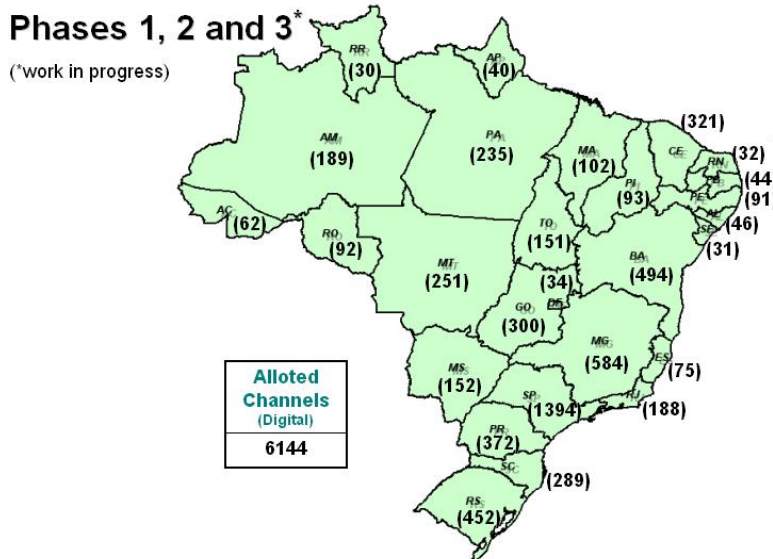 Phases 1, 2 and 3*
(*work in progress)
RR
(30)
AP
(40)
(321)
AM
(189)
PA
(235)
MA
(102)
CE
RN
(32)
PB
(44)
PI
(93)
PE
(91)
AC
(62)
AL
(46)
SE
(31)
RO
(92)
TO
(151)
BA
(494)
MT
(251)
(34)
DF
GO
(300)
MG
(584)
ES
(75)
MS
(152)
SP
(1394)
RJ
(188)
PR
(372)
SC
(289)
RS
(452)
Alloted
Channels
(Digital)
6144